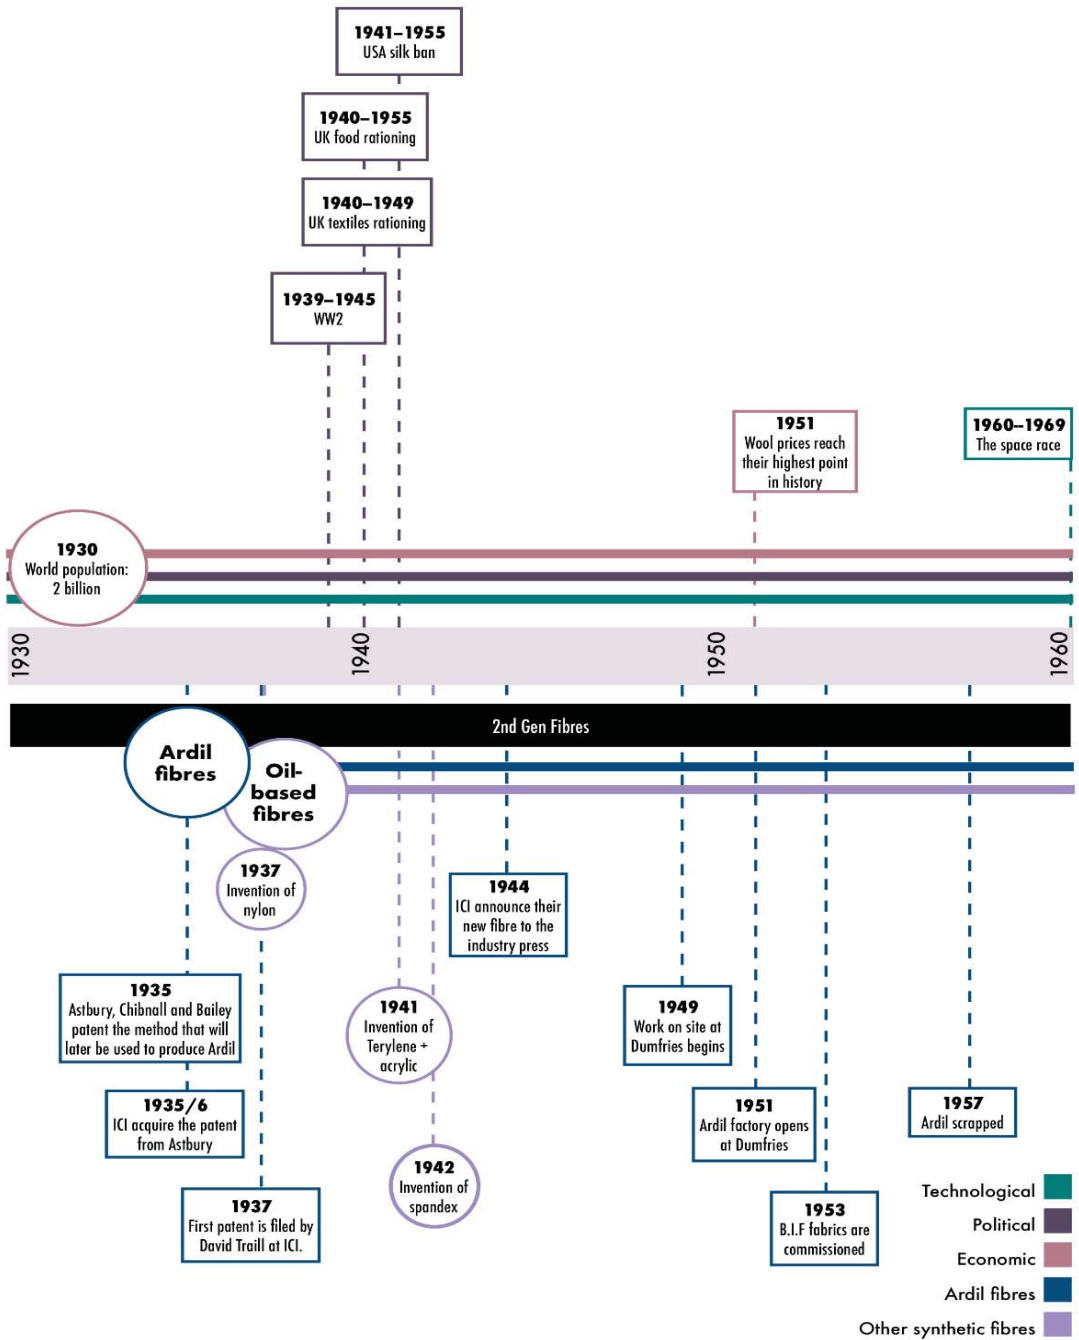 1941–1955
USA silk ban
1940–1955
UK food rationing
1940–1949
UK textiles rationing
1939–1945
WW2
1951
Wool prices reach
their highest point
in history
1960--1969
The space race
1930
World population:
2 billion
1930
1940
1950
1960
2nd Gen Fibres
Ardil
fibres
Oil-
based
fibres
1937
Invention of
nylon
1944
ICI announce their
new fibre to the
industry press
1935
Astbury, Chibnall and Bailey
patent the method that will
later be used to produce Ardil
1941
Invention of
Terylene +
acrylic
1949
Work on site at
Dumfries begins
1935/6
ICI acquire the patent
from Astbury
1951
Ardil factory opens
at Dumfries
1957
Ardil scrapped
1942
Invention of
spandex
1937
First patent is filed by
David Traill at ICI.
1953
B.I.F fabrics are
commissioned
Technological
Political
Economic
Ardil fibres
Other synthetic fibres